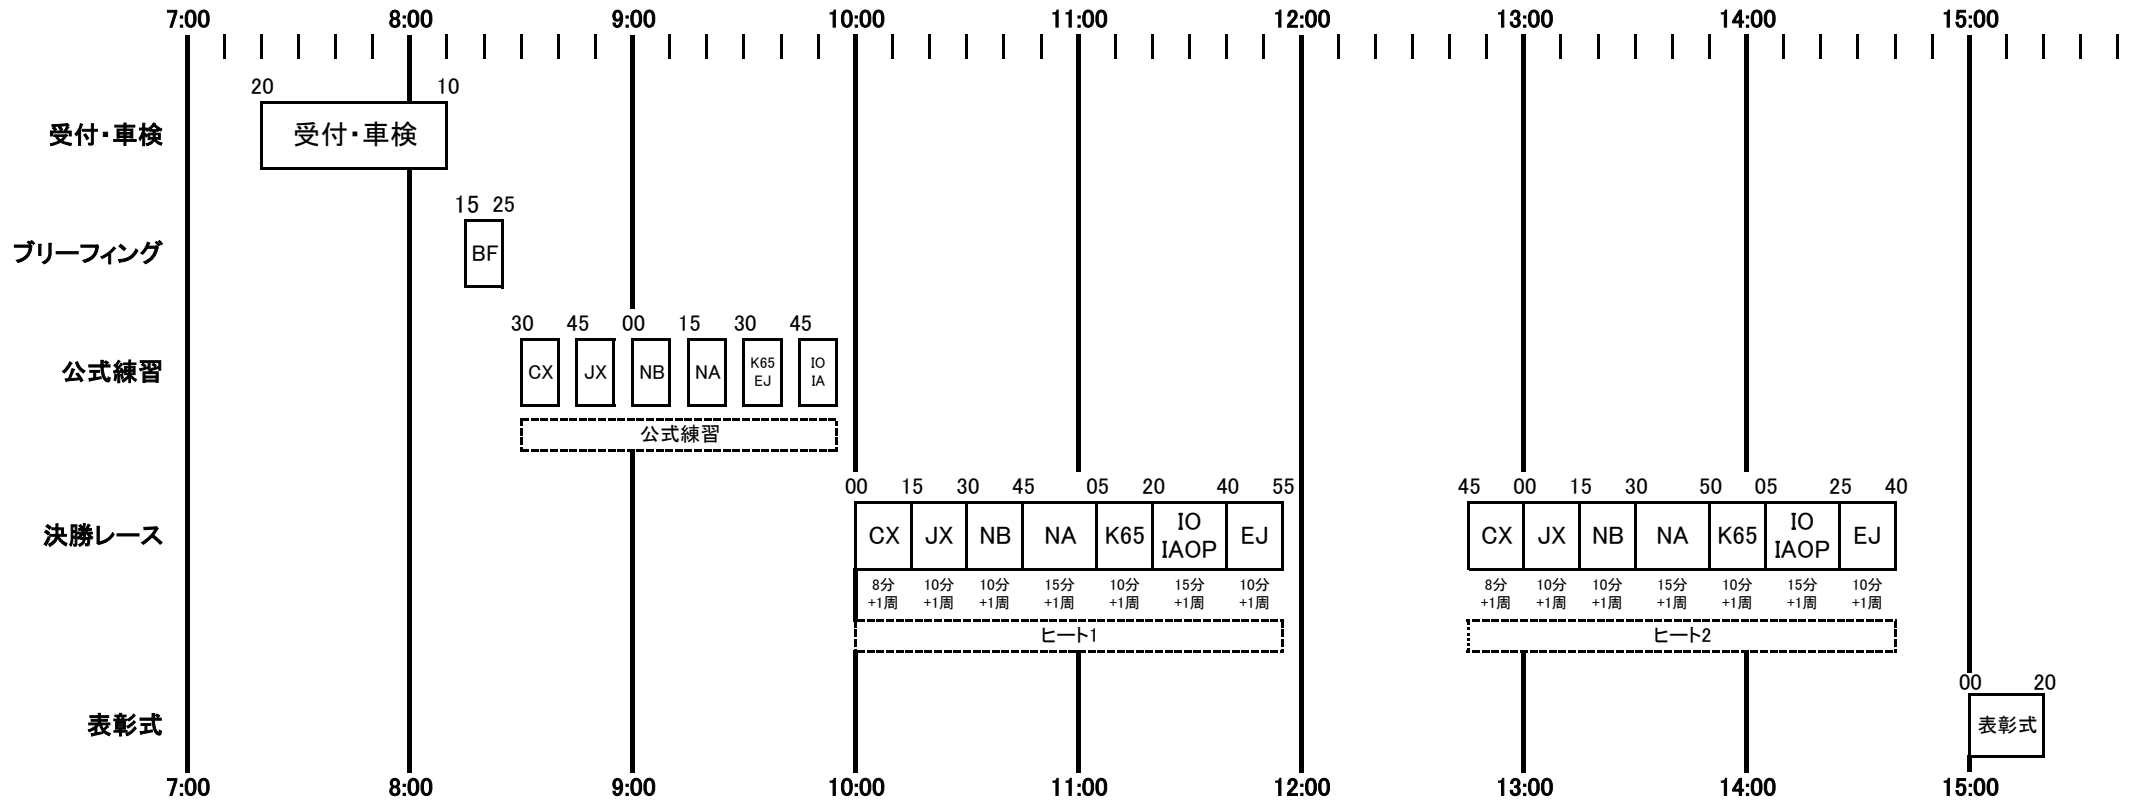 7:00 8:00 9:00 10:00 11:00 12:00 13:00 14:00 15:00
20 10
受付・車検 受付・車検
15 25
ブリーフィング BF
30 45 00 15 30 45
公式練習 CX JX NB NA K65 EJ IO IA
公式練習
00 15 30 45 05 20 40 55 45 00 15 30 50 05 25 40
決勝レース CX JX NB NA K65 IO IAOP EJ CX JX NB NA K65 IO IAOP EJ
8分 10分 10分 15分 10分 15分 10分 8分 10分 10分 15分 10分 15分 10分
+1周 +1周 +1周 +1周 +1周 +1周 +1周 +1周 +1周 +1周 +1周 +1周 +1周 +1周
ヒート1 ヒート2
00 20
表彰式 表彰式
7:00 8:00 9:00 10:00 11:00 12:00 13:00 14:00 15:00